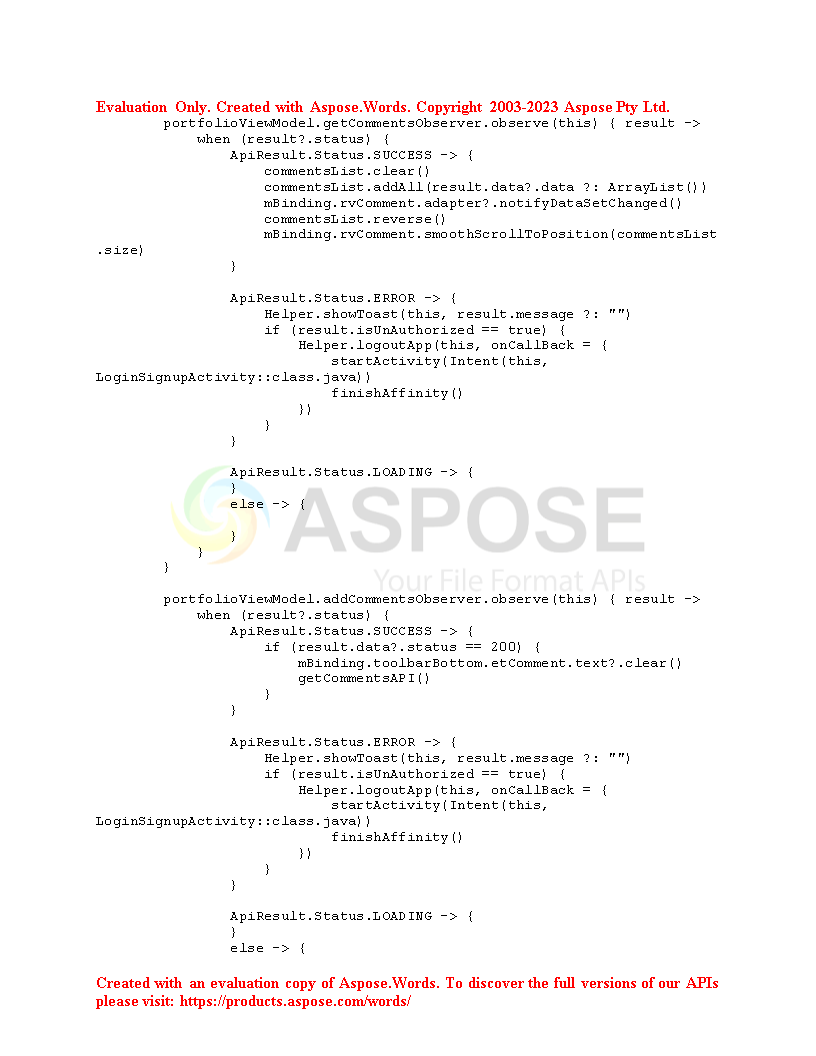 Evaluation Only. Created with Aspose.Words. Copyright 2003-2023 Aspose Pty Ltd.
        portfolioViewModel.getCommentsObserver.observe(this) { result ->
            when (result?.status) {
                ApiResult.Status.SUCCESS -> {
                    commentsList.clear()
                    commentsList.addAll(result.data?.data ?: ArrayList())
                    mBinding.rvComment.adapter?.notifyDataSetChanged()
                    commentsList.reverse()
                    mBinding.rvComment.smoothScrollToPosition(commentsList
.size)
                }

                ApiResult.Status.ERROR -> {
                    Helper.showToast(this, result.message ?: "")
                    if (result.isUnAuthorized == true) {
                        Helper.logoutApp(this, onCallBack = {
                            startActivity(Intent(this,
LoginSignupActivity::class.java))
                            finishAffinity()
                        })
                    }
                }

                ApiResult.Status.LOADING -> {
                }
                else -> {

                }
            }
        }
ASPOSE
Your File Format APIs

        portfolioViewModel.addCommentsObserver.observe(this) { result ->
            when (result?.status) {
                ApiResult.Status.SUCCESS -> {
                    if (result.data?.status == 200) {
                        mBinding.toolbarBottom.etComment.text?.clear()
                        getCommentsAPI()
                    }
                }

                ApiResult.Status.ERROR -> {
                    Helper.showToast(this, result.message ?: "")
                    if (result.isUnAuthorized == true) {
                        Helper.logoutApp(this, onCallBack = {
                            startActivity(Intent(this,
LoginSignupActivity::class.java))
                            finishAffinity()
                        })
                    }
                }

                ApiResult.Status.LOADING -> {
                }
                else -> {

Created with an evaluation copy of Aspose.Words. To discover the full versions of our APIs
please visit: https://products.aspose.com/words/